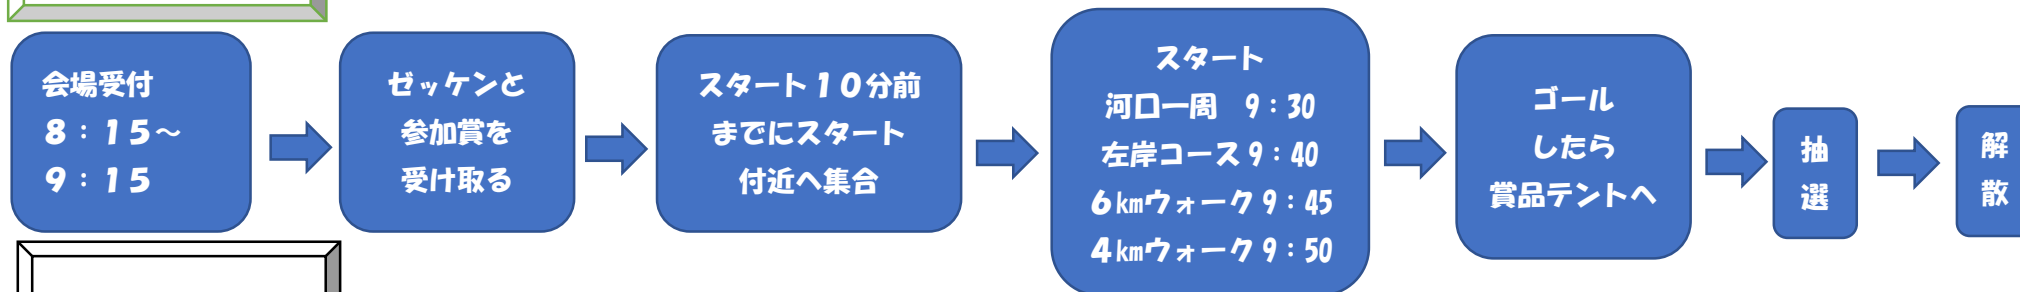 会場受付
８：１５～
９：１５
ゼッケンと
参加賞を
受け取る
スタート１０分前
までにスタート
付近へ集合
スタート
河口一周　9：30
左岸コース 9：40
６㎞ウォーク 9：45
４㎞ウォーク 9：50
ゴール
したら
賞品テントへ
抽
選
解
散